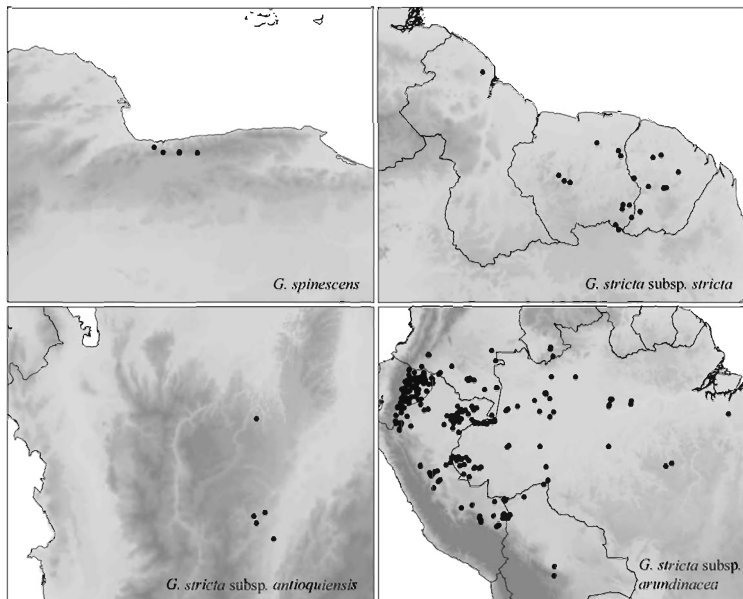 G. spinescens
G. stricta subsp. stricta
G. stricta subsp. antioquiensis
G. stricta subsp.
arundinacea